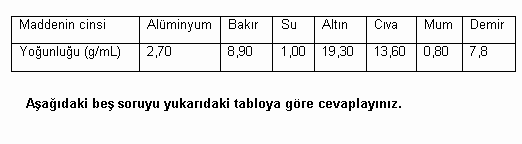 Maddenin cinsi Alüminyum Bakır Su Altın Cıva Mum Demir
Yoğunluğu (g/mL) 2,70 8,90 1,00 19,30 13,60 0,80 7,8
Aşağıdaki beş soruyu yukarıdaki tabloya göre cevaplayınız.